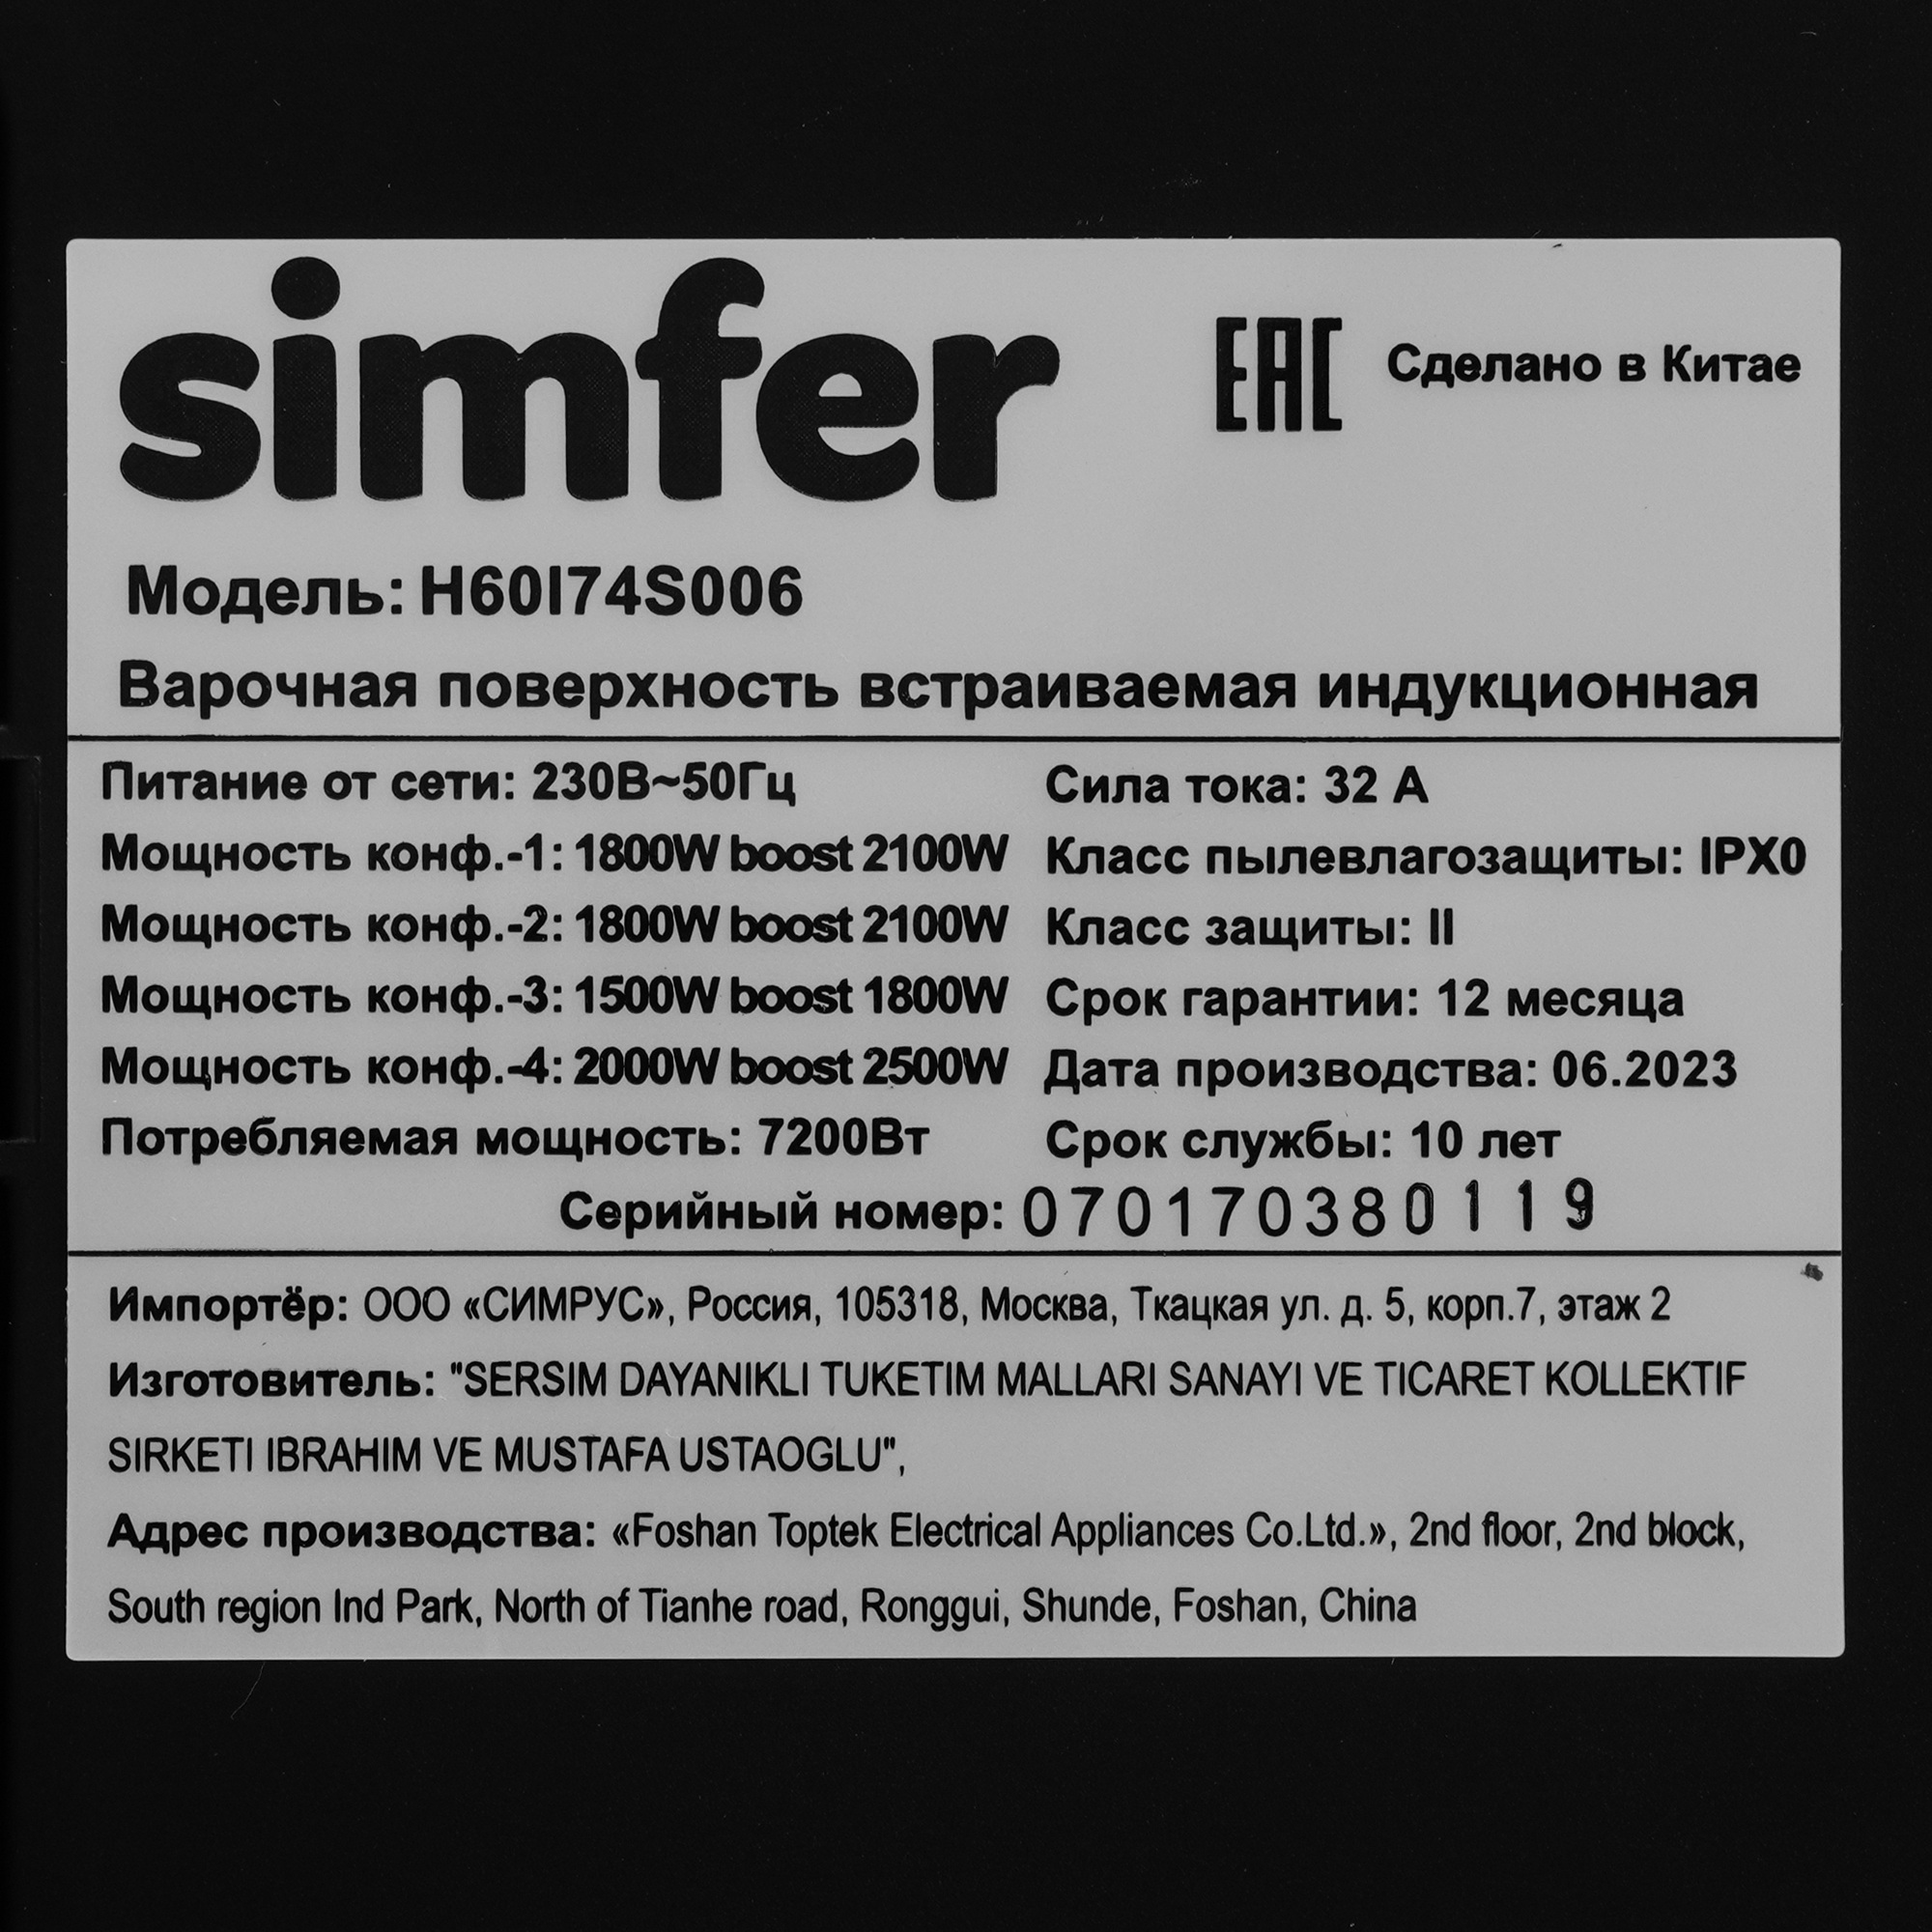 simfer
EAC Сделано в Китае
Модель: H60I74S006
Варочная поверхность встраиваемая индукционная
Питание от сети: 230В~50Гц Сила тока: 32 А
Мощность конф.-1: 1800W boost 2100W Класс пылевлагозащиты: IPX0
Мощность конф.-2: 1800W boost 2100W Класс защиты: II
Мощность конф.-3: 1500W boost 1800W Срок гарантии: 12 месяца
Мощность конф.-4: 2000W boost 2500W Дата производства: 06.2023
Потребляемая мощность: 7200Вт Срок службы: 10 лет
Серийный номер: 070170380119
Импортёр: ООО «СИМРУС», Россия, 105318, Москва, Ткацкая ул. д. 5, корп.7, этаж 2
Изготовитель: "SERSIM DAYANIKLI TUKETIM MALLARI SANAYI VE TICARET KOLLEKTIF
SIRKETI IBRAHIM VE MUSTAFA USTAOGLU",
Адрес производства: «Foshan Toptek Electrical Appliances Co.Ltd.», 2nd floor, 2nd block,
South region Ind Park, North of Tianhe road, Ronggui, Shunde, Foshan, China